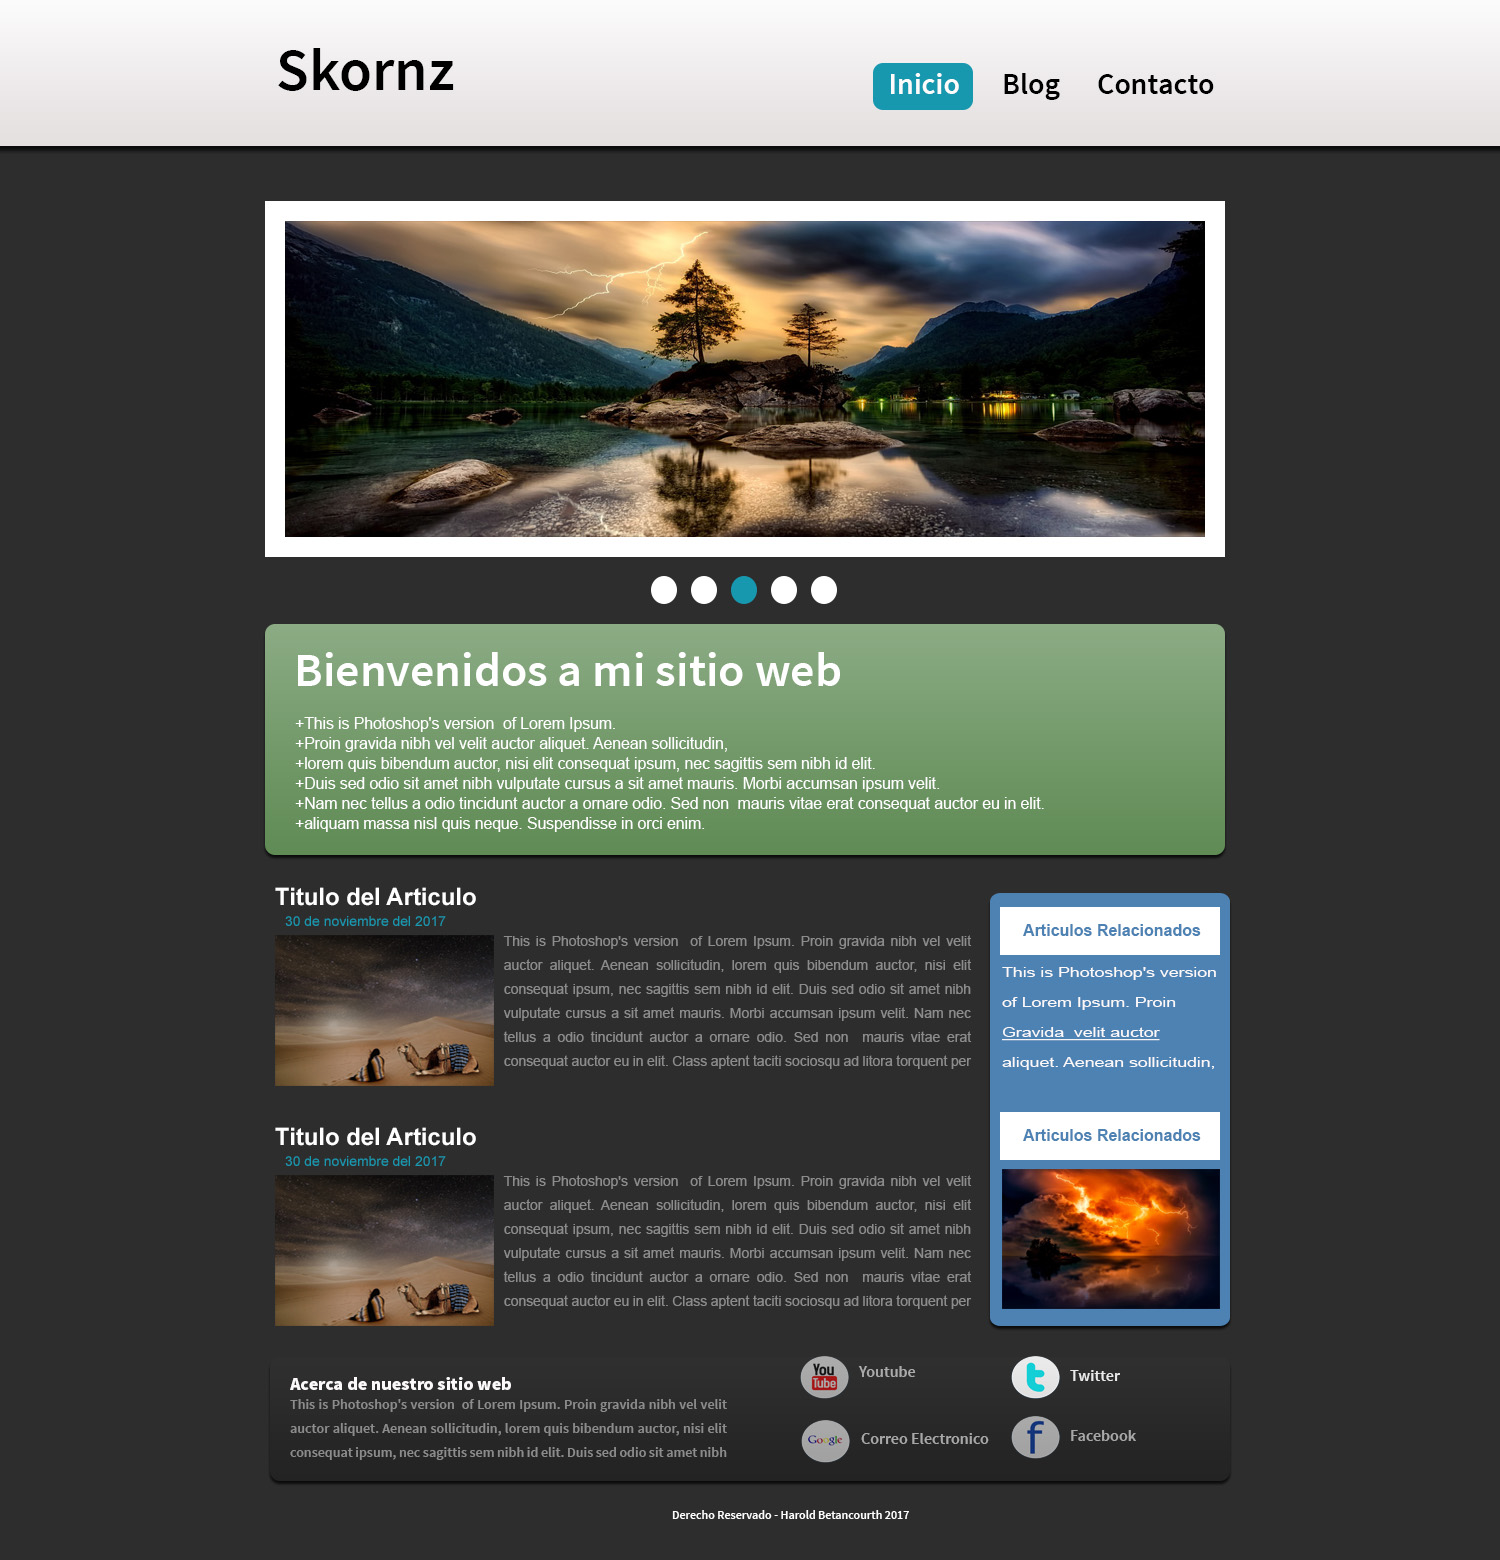 Skornz
Inicio Blog Contacto
Bienvenidos a mi sitio web
+This is Photoshop's version  of Lorem Ipsum.
+Proin gravida nibh vel velit auctor aliquet. Aenean sollicitudin,
+lorem quis bibendum auctor, nisi elit consequat ipsum, nec sagittis sem nibh id elit.
+Duis sed odio sit amet nibh vulputate cursus a sit amet mauris. Morbi accumsan ipsum velit.
+Nam nec tellus a odio tincidunt auctor a ornare odio. Sed non  mauris vitae erat consequat auctor eu in elit.
+aliquam massa nisl quis neque. Suspendisse in orci enim.
Titulo del Articulo
30 de noviembre del 2017
This is Photoshop's version  of Lorem Ipsum. Proin gravida nibh vel velit
auctor aliquet. Aenean sollicitudin, lorem quis bibendum auctor, nisi elit
consequat ipsum, nec sagittis sem nibh id elit. Duis sed odio sit amet nibh
vulputate cursus a sit amet mauris. Morbi accumsan ipsum velit. Nam nec
tellus a odio tincidunt auctor a ornare odio. Sed non  mauris vitae erat
consequat auctor eu in elit. Class aptent taciti sociosqu ad litora torquent per
Titulo del Articulo
30 de noviembre del 2017
This is Photoshop's version  of Lorem Ipsum. Proin gravida nibh vel velit
auctor aliquet. Aenean sollicitudin, lorem quis bibendum auctor, nisi elit
consequat ipsum, nec sagittis sem nibh id elit. Duis sed odio sit amet nibh
vulputate cursus a sit amet mauris. Morbi accumsan ipsum velit. Nam nec
tellus a odio tincidunt auctor a ornare odio. Sed non  mauris vitae erat
consequat auctor eu in elit. Class aptent taciti sociosqu ad litora torquent per
Articulos Relacionados
This is Photoshop's version
of Lorem Ipsum. Proin
Gravida  velit auctor
aliquet. Aenean sollicitudin,
Articulos Relacionados
Acerca de nuestro sitio web
This is Photoshop's version  of Lorem Ipsum. Proin gravida nibh vel velit
auctor aliquet. Aenean sollicitudin, lorem quis bibendum auctor, nisi elit
consequat ipsum, nec sagittis sem nibh id elit. Duis sed odio sit amet nibh
You
Tube
Youtube
t
Twitter
Google
Correo Electronico
f
Facebook
Derecho Reservado - Harold Betancourth 2017